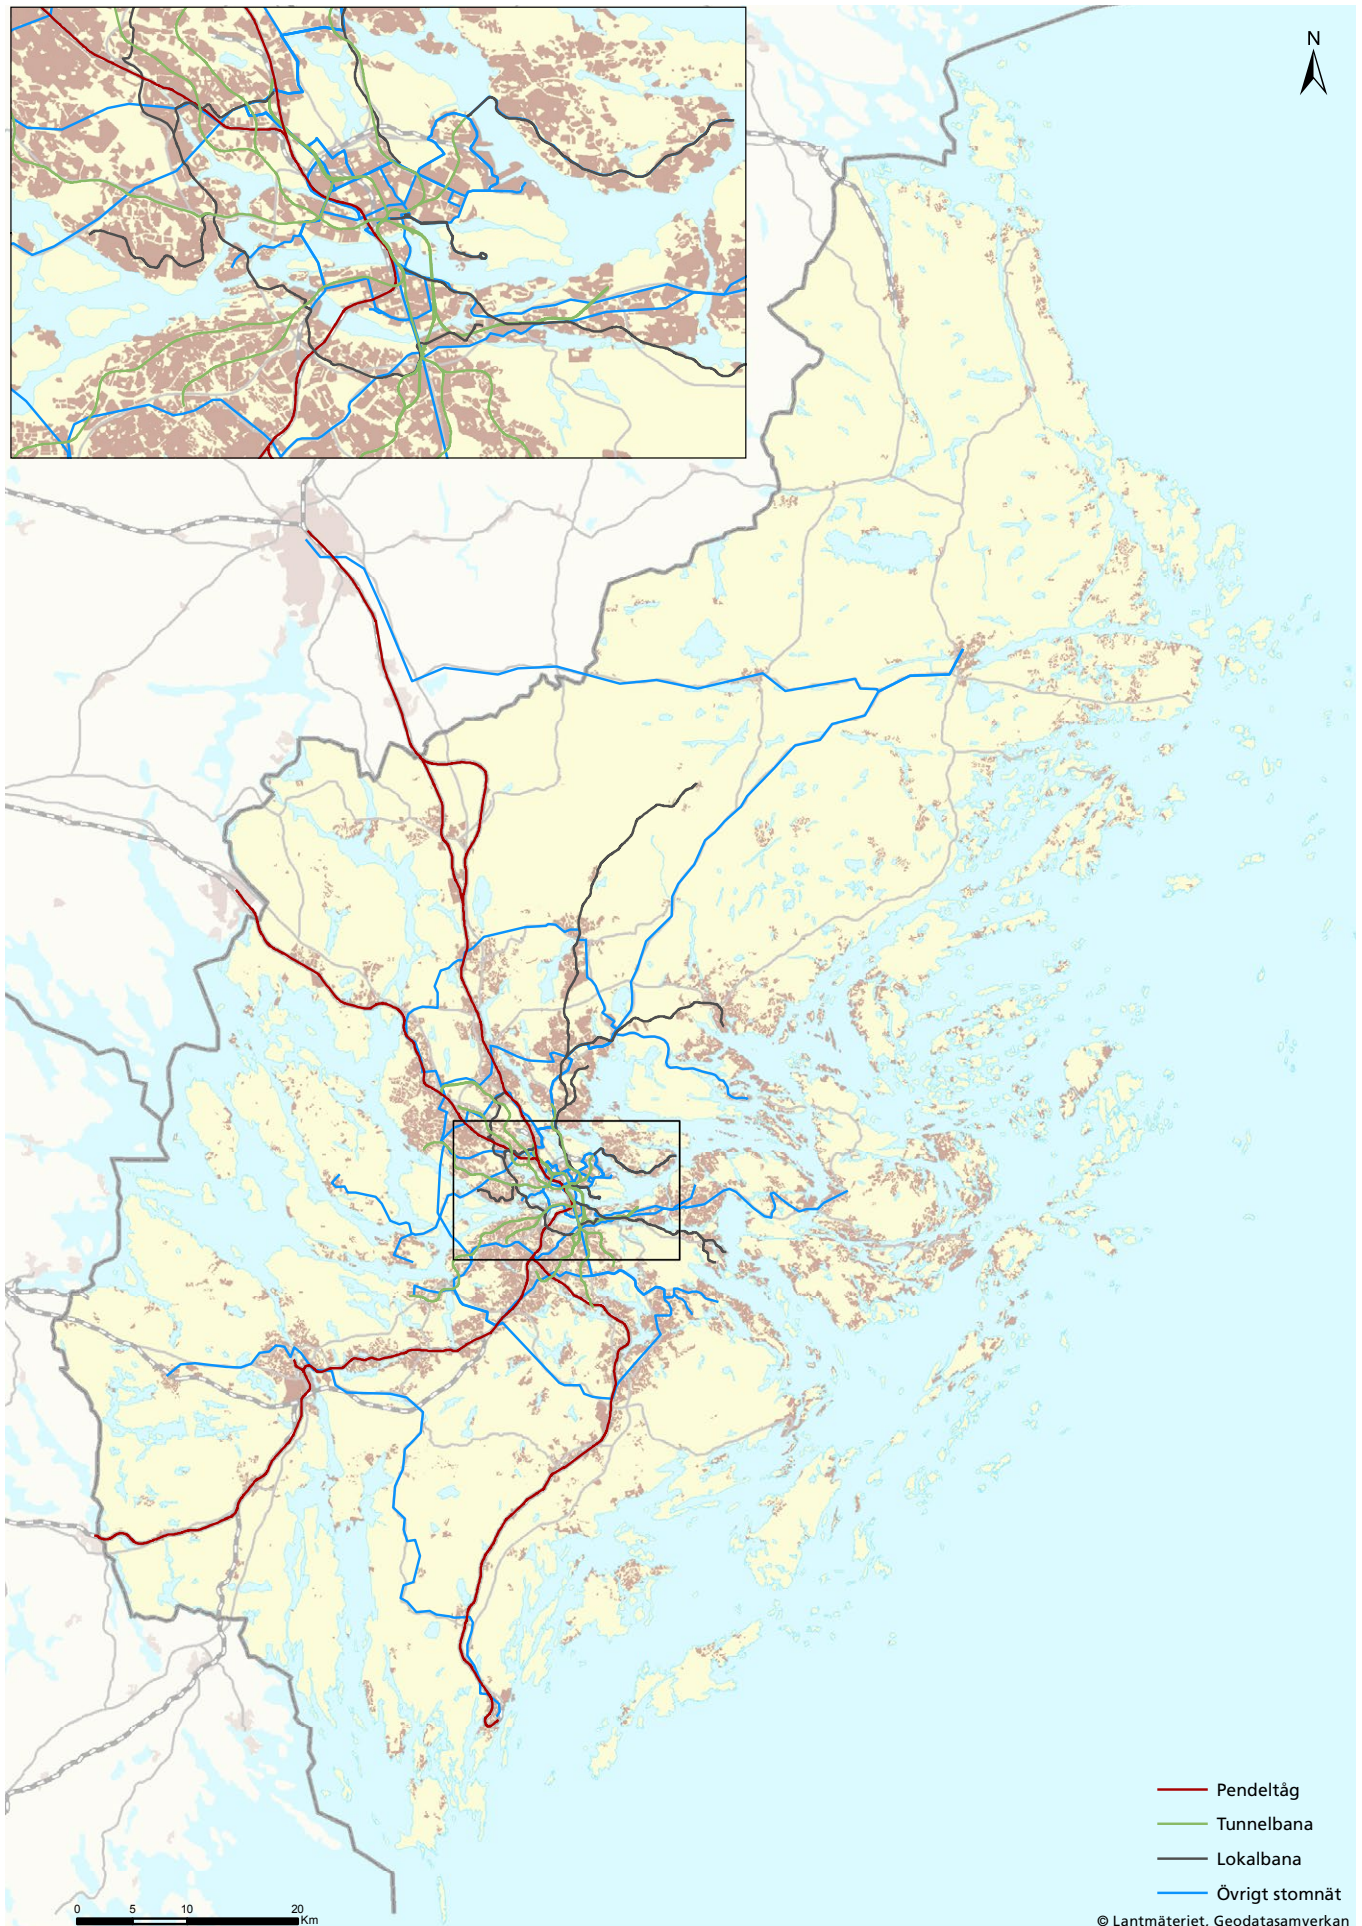 N
Pendeltåg
Tunnelbana
Lokalbana
Övrigt stomnät
0 5 10 20
Km
© Lantmäteriet, Geodatasamverkan